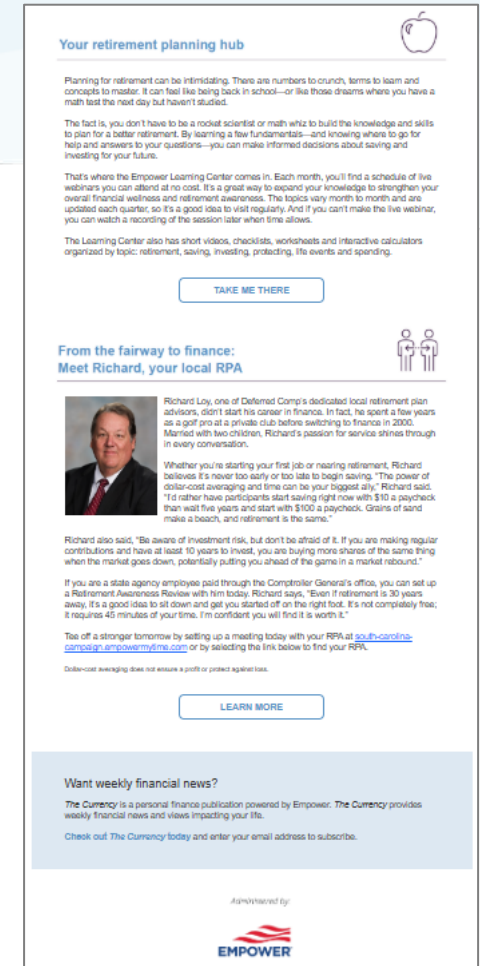 Your retirement planning hub
Planning for retirement can be intimidating. There are numbers to crunch, terms to learn and
concepts to master. It can feel like being back in school—or like those dreams where you have a
math test the next day but haven't studied.
The fact is, you don't have to be a rocket scientist or math whiz to build the knowledge and skills
to plan for a better retirement. By learning a few fundamentals—and knowing where to go for
help and answers to your questions—you can make informed decisions about saving and
investing for your future.
That's where the Empower Learning Center comes in. Each month, you'll find a schedule of live
webinars you can attend at no cost. It's a great way to expand your knowledge to strengthen your
overall financial wellness and retirement awareness. The topics vary month to month and are
updated each quarter, so it's a good idea to visit regularly. And if you can't make the live webinar,
you can watch a recording of the session later when time allows.
The Learning Center also has short videos, checklists, worksheets and interactive calculators
organized by topic: retirement, saving, investing, protecting, life events and spending.
TAKE ME THERE
From the fairway to finance:
Meet Richard, your local RPA
Richard Loy, one of Deferred Comp's dedicated local retirement plan
advisors, didn't start his career in finance. In fact, he spent a few years
as a golf pro at a private club before switching to finance in 2000.
Married with two children, Richard's passion for service shines through
in every conversation.
Whether you're starting your first job or nearing retirement, Richard
believes it's never too early or too late to begin saving. "The power of
dollar-cost averaging and time can be your biggest ally," Richard said.
"I'd rather have participants start saving right now with $10 a paycheck
than wait five years and start with $100 a paycheck. Grains of sand
make a beach, and retirement is the same."
Richard also said, "Be aware of investment risk, but don't be afraid of it. If you are making regular
contributions and have at least 10 years to invest, you are buying more shares of the same thing
when the market goes down, potentially putting you ahead of the game in a market rebound."
If you are a state agency employee paid through the Comptroller General's office, you can set up
a Retirement Awareness Review with him today. Richard says, "Even if retirement is 30 years
away, it's a good idea to sit down and get you started off on the right foot. It's not completely free;
it requires 45 minutes of your time. I'm confident you will find it is worth it."
Tee off a stronger tomorrow by setting up a meeting today with your RPA at south-carolina-
campaign.empowermytime.com or by selecting the link below to find your RPA.
Dollar-cost averaging does not ensure a profit or protect against loss.
LEARN MORE
Want weekly financial news?
The Currency is a personal finance publication powered by Empower. The Currency provides
weekly financial news and views impacting your life.
Check out The Currency today and enter your email address to subscribe.
Administered by:
EMPOWER